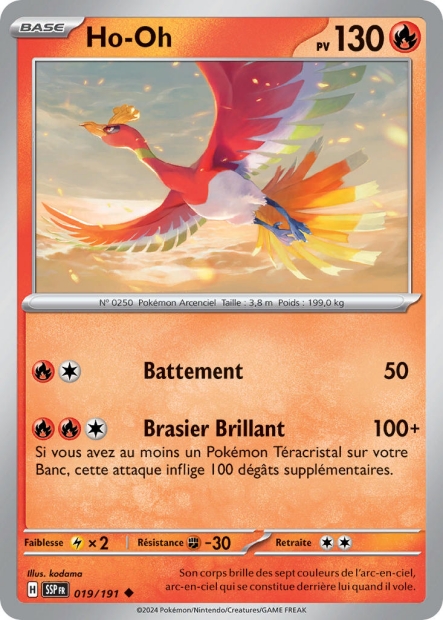 BASE
Ho-Oh
PV 130
N° 0250 Pokémon Arcenciel Taille : 3,8 m Poids : 199,0 kg
Battement 50
Brasier Brillant 100+
Si vous avez au moins un Pokémon Téracristal sur votre
Banc, cette attaque inflige 100 dégâts supplémentaires.
Faiblesse ×2 Résistance -30 Retraite
Illus. kodama
H SSP FR 019/191
Son corps brille des sept couleurs de l'arc-en-ciel,
arc-en-ciel qui apparaît derrière lui quand il vole.
©2024 Pokémon/Nintendo/Creatures/GAME FREAK